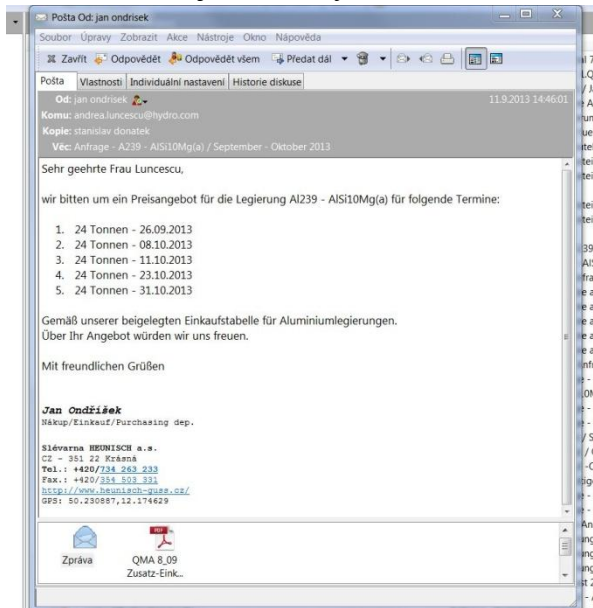 Pošta Od: jan ondrisek
Soubor Úpravy Zobrazit Akce Nástroje Okno Nápověda
Zavřít Odpovědět Odpovědět všem Předat dál
Pošta Vlastnosti Individuální nastavení Historie diskuse
Od: jan ondrisek 11.9.2013 14:46:01
Komu: andrea.luncescu@hydro.com
Kopie: stanislav donatek
Věc: Anfrage - A239 - AlSi10Mg(a) / September - Oktober 2013
Sehr geehrte Frau Luncescu,
wir bitten um ein Preisangebot für die Legierung Al239 - AlSi10Mg(a) für folgende Termine:
1. 24 Tonnen - 26.09.2013
2. 24 Tonnen - 08.10.2013
3. 24 Tonnen - 11.10.2013
4. 24 Tonnen - 23.10.2013
5. 24 Tonnen - 31.10.2013
Gemäß unserer beigelegten Einkaufstabelle für Aluminiumlegierungen.
Über Ihr Angebot würden wir uns freuen.
Mit freundlichen Grüßen
Jan Ondříšek
Nákup/Einkauf/Purchasing dep.
Slévarna HEUNISCH a.s.
CZ - 351 22 Krásná
Tel.: +420/734 263 233
Fax.: +420/354 503 331
http://www.heunisch-guss.cz/
GPS: 50.230887,12.174629
Zpráva
QMA 8_09
Zusatz-Eink...